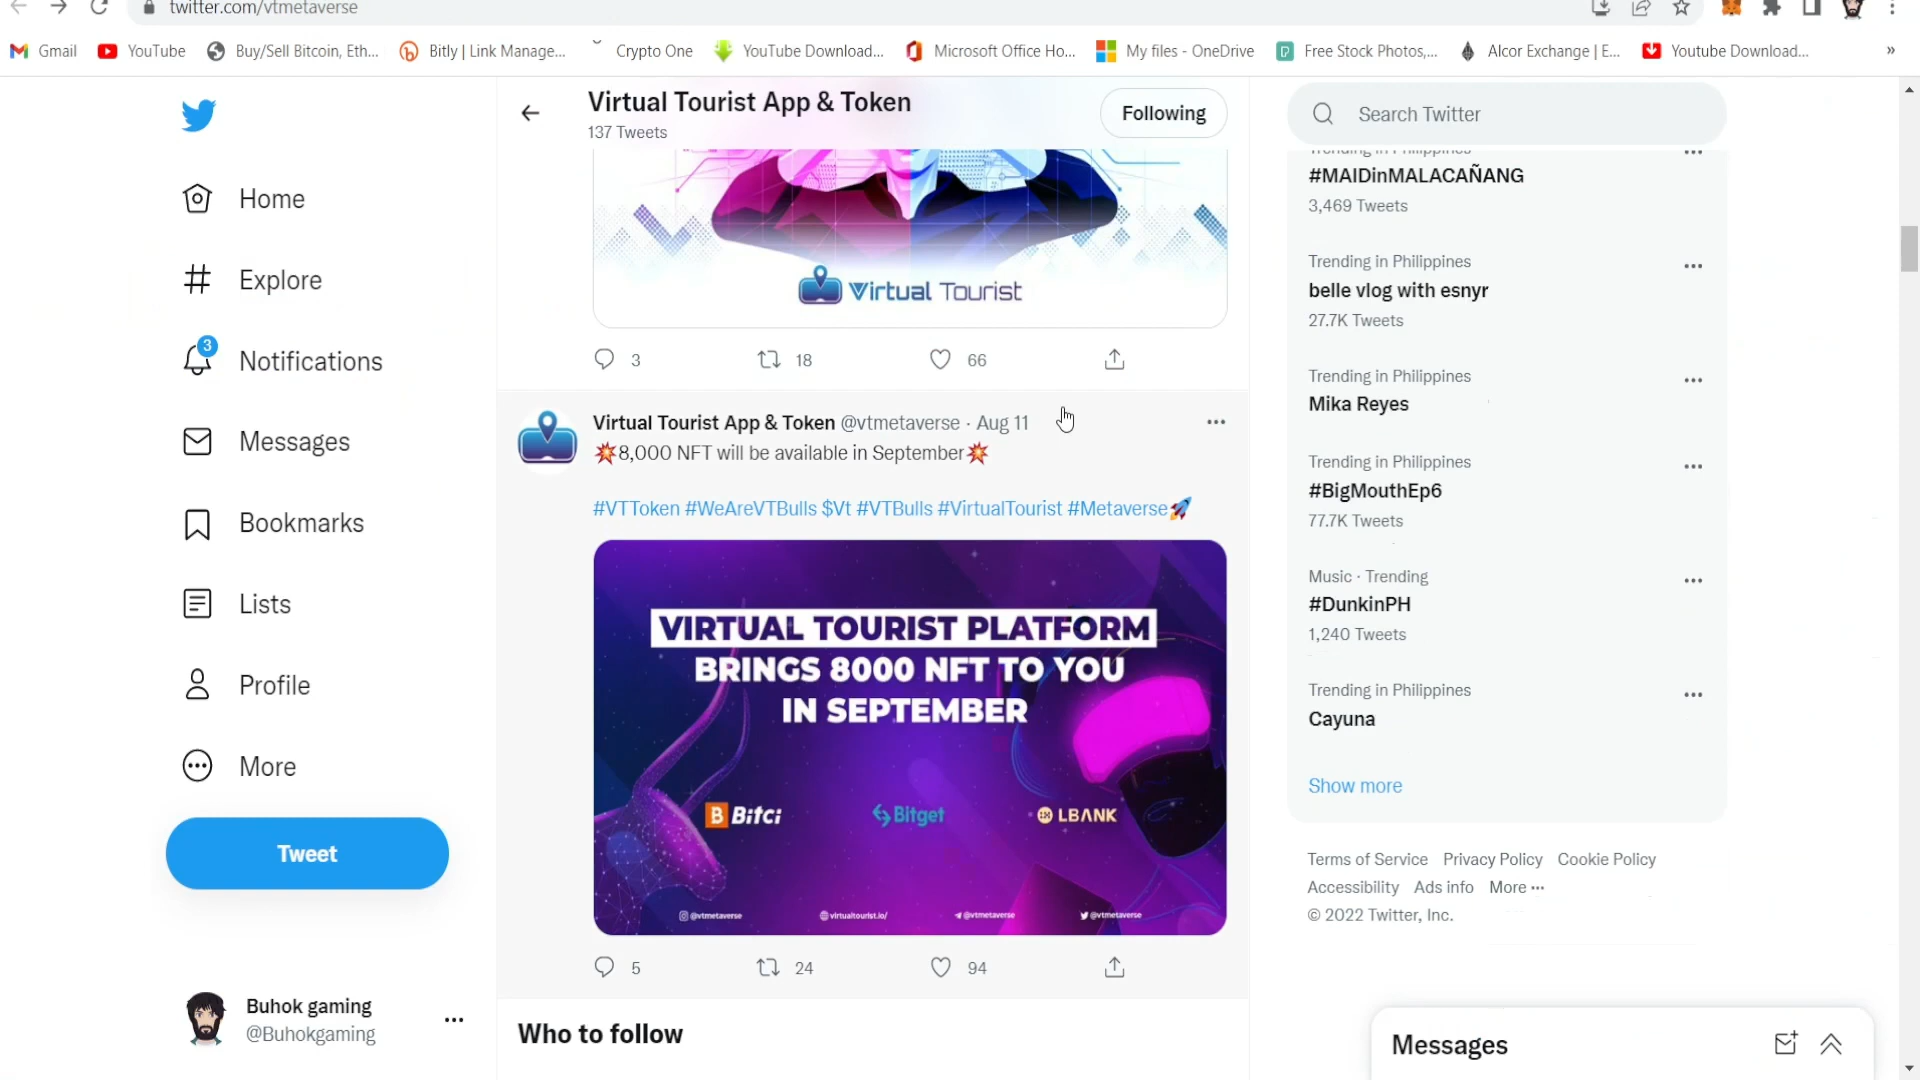 twitter.com/vtmetaverse
Gmail
YouTube
Buy/Sell Bitcoin, Eth...
Bitly | Link Manage...
Crypto One
YouTube Download...
Microsoft Office Ho...
My files - OneDrive
Free Stock Photos,...
Alcor Exchange | E...
Youtube Download...
»
Home
Explore
3
Notifications
Messages
Bookmarks
Lists
Profile
More
Tweet
Buhok gaming
@Buhokgaming
Virtual Tourist App & Token
137 Tweets
Following
Virtual Tourist
3
18
66
Virtual Tourist App & Token @vtmetaverse · Aug 11
💥8,000 NFT will be available in September💥
#VTToken #WeAreVTBulls $Vt #VTBulls #VirtualTourist #Metaverse🚀
VIRTUAL TOURIST PLATFORM
BRINGS 8000 NFT TO YOU
IN SEPTEMBER
B Bitci
Bitget
LBANK
@vtmetaverse
virtualtourist.io/
@vtmetaverse
@vtmetaverse
5
24
94
Who to follow
Search Twitter
Trending in Philippines
#MAIDinMALACAÑANG
3,469 Tweets
Trending in Philippines
belle vlog with esnyr
27.7K Tweets
Trending in Philippines
Mika Reyes
Trending in Philippines
#BigMouthEp6
77.7K Tweets
Music · Trending
#DunkinPH
1,240 Tweets
Trending in Philippines
Cayuna
Show more
Terms of Service Privacy Policy Cookie Policy
Accessibility Ads info More ···
© 2022 Twitter, Inc.
Messages